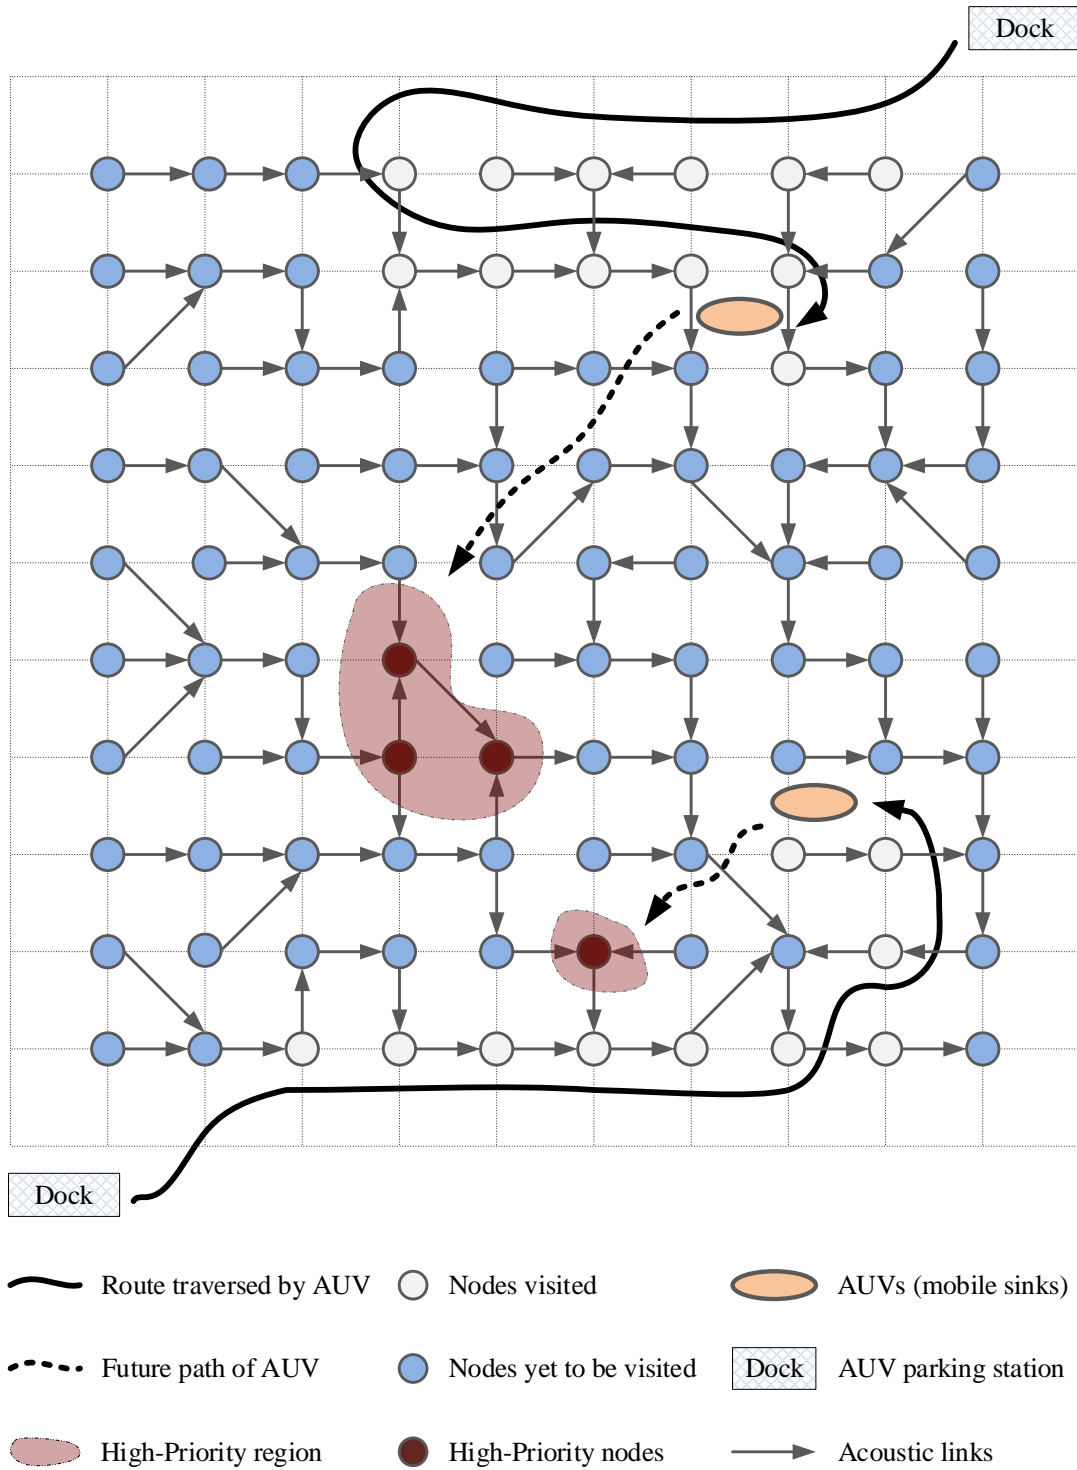 Dock
Dock
Route traversed by AUV
Nodes visited
AUVs (mobile sinks)
Future path of AUV
Nodes yet to be visited
Dock
AUV parking station
High-Priority region
High-Priority nodes
Acoustic links